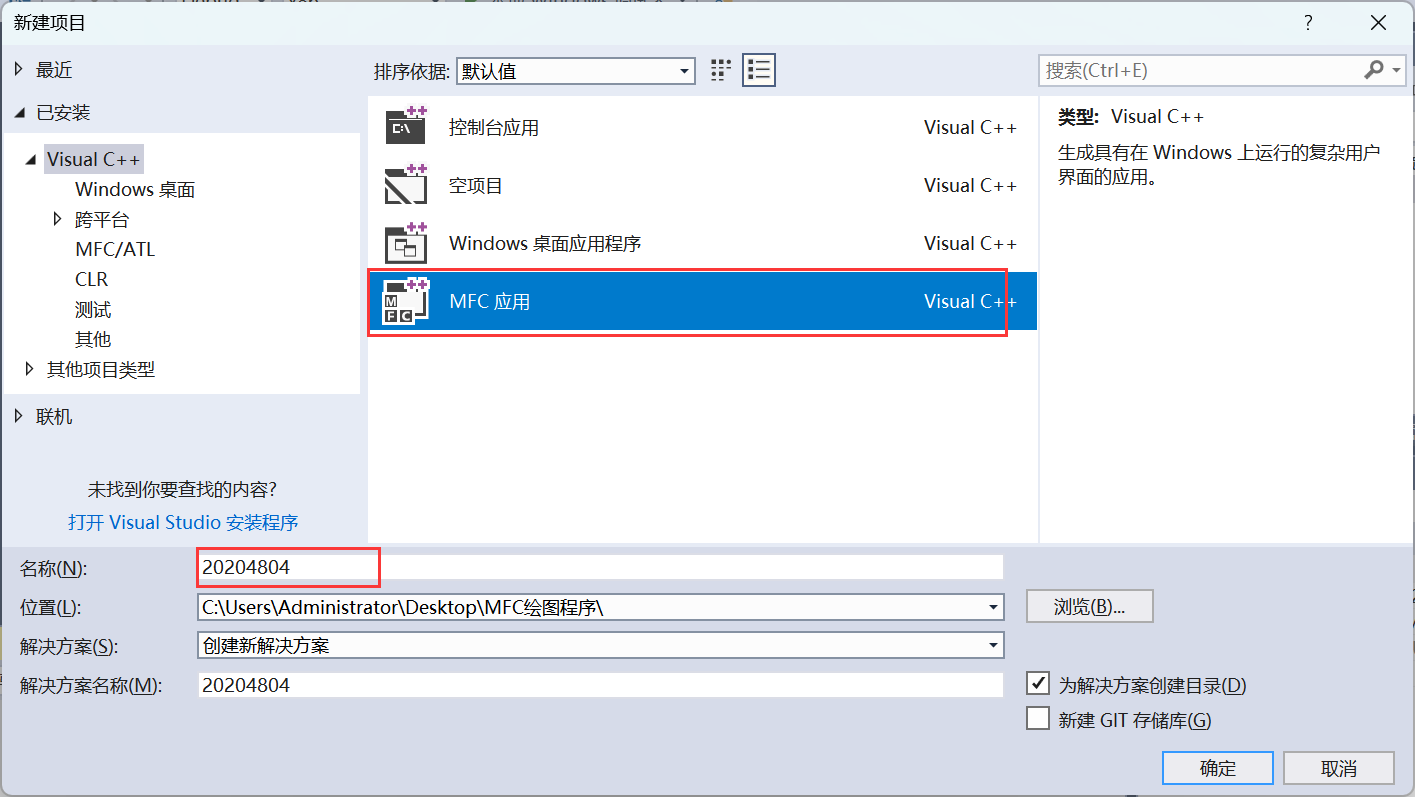 新建项目
?
最近
已安装
Visual C++
Windows 桌面
跨平台
MFC/ATL
CLR
测试
其他
其他项目类型
联机
未找到你要查找的内容?
打开 Visual Studio 安装程序
排序依据: 默认值
控制台应用 Visual C++
空项目 Visual C++
Windows 桌面应用程序 Visual C++
MFC 应用 Visual C++
搜索(Ctrl+E)
类型: Visual C++
生成具有在 Windows 上运行的复杂用户
界面的应用。
名称(N): 20204804
位置(L): C:\Users\Administrator\Desktop\MFC绘图程序\
浏览(B)...
解决方案(S): 创建新解决方案
解决方案名称(M): 20204804
为解决方案创建目录(D)
新建 GIT 存储库(G)
确定 取消